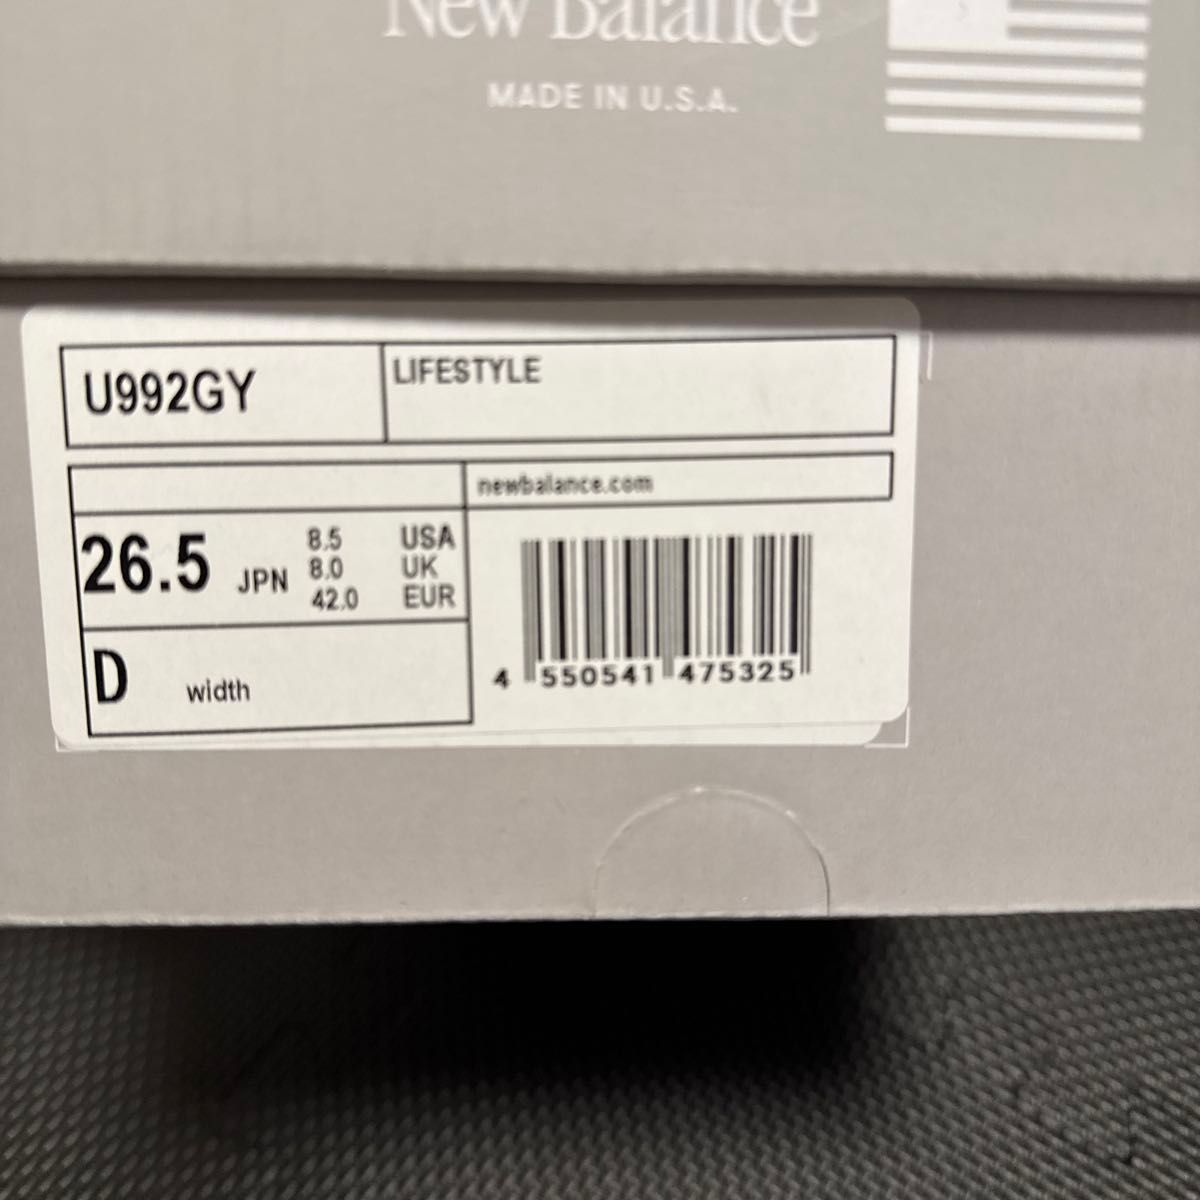 New Balance
MADE IN U.S.A.
U992GY
LIFESTYLE
newbalance.com
26.5 JPN
8.5 USA
8.0 UK
42.0 EUR
D width
4 550541 475325